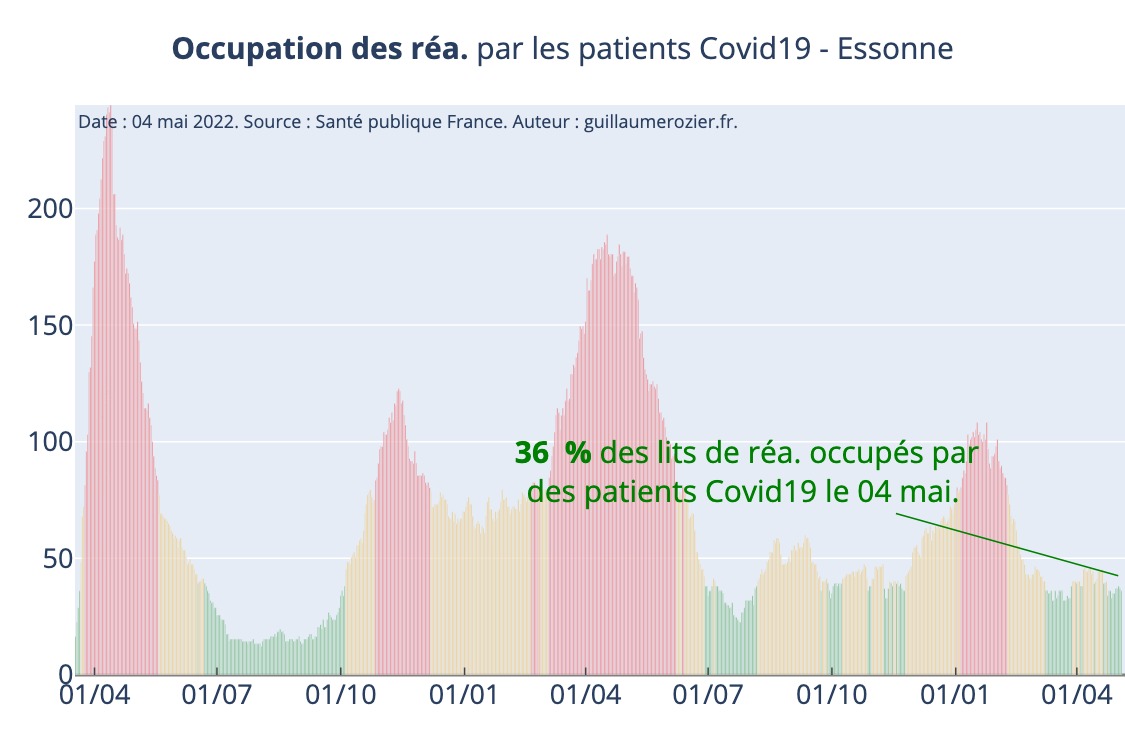 Occupation des réa. par les patients Covid19 - Essonne
Date : 04 mai 2022. Source : Santé publique France. Auteur : guillaumerozier.fr.
200
150
100
50
0
36  % des lits de réa. occupés par
des patients Covid19 le 04 mai.
01/04 01/07 01/10 01/01 01/04 01/07 01/10 01/01 01/04